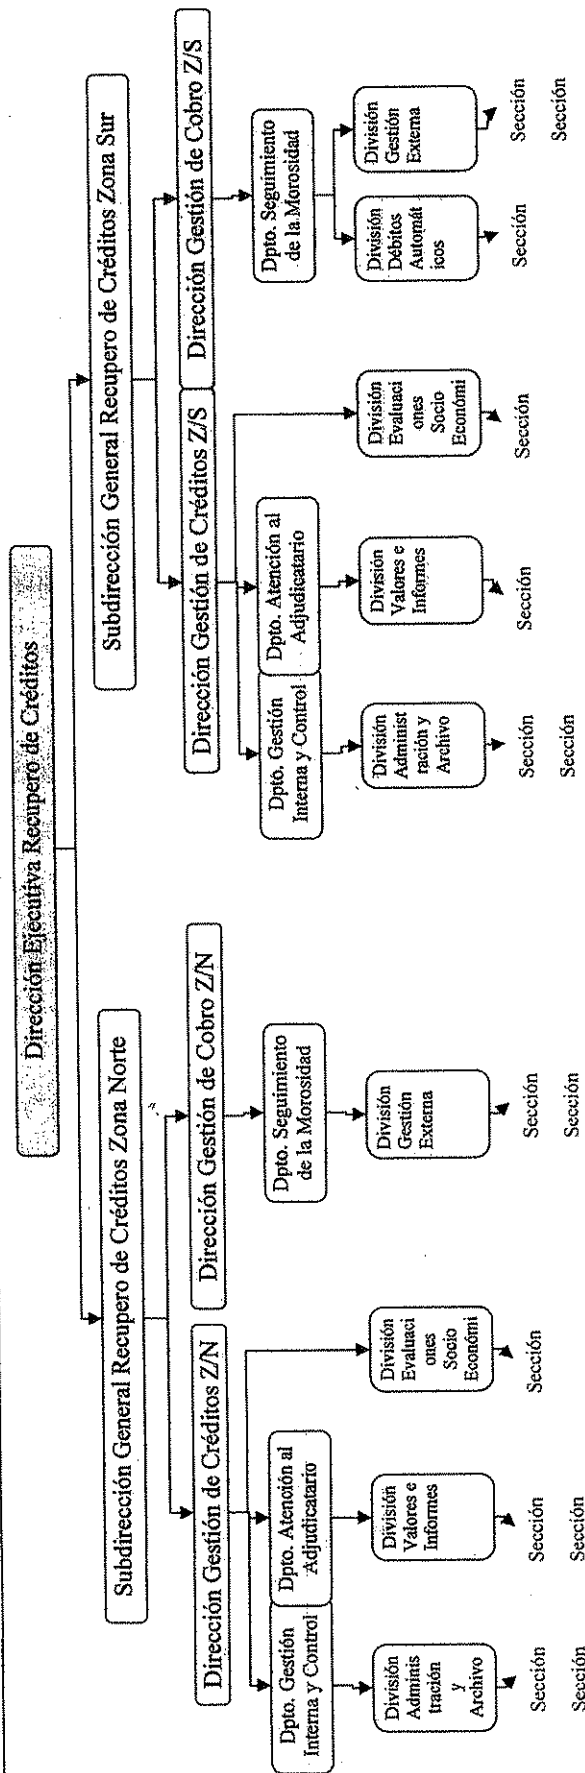 Dirección Ejecutiva Recupero de Créditos
Subdirección General Recupero de Créditos Zona Norte
Subdirección General Recupero de Créditos Zona Sur
Dirección Gestión de Créditos Z/N
Dirección Gestión de Cobro Z/N
Dirección Gestión de Créditos Z/S
Dirección Gestión de Cobro Z/S
Dpto. Gestión
Interna y Control
Dpto. Atención al
Adjudicatario
Dpto. Seguimiento
de la Morosidad
Dpto. Gestión
Interna y Control
Dpto. Atención al
Adjudicatario
Dpto. Seguimiento
de la Morosidad
División
Adminis
tración
y
Archivo
División
Valores e
Informes
División
Evaluaci
ones
Socio
Económi
División
Gestión
Externa
División
Administ
ración y
Archivo
División
Valores e
Informes
División
Evaluaci
ones
Socio
Económi
División
Débitos
Automát
icos
División
Gestión
Externa
Sección
Sección
Sección
Sección
Sección
Sección
Sección
Sección
Sección
Sección
Sección
Sección
Sección
Sección